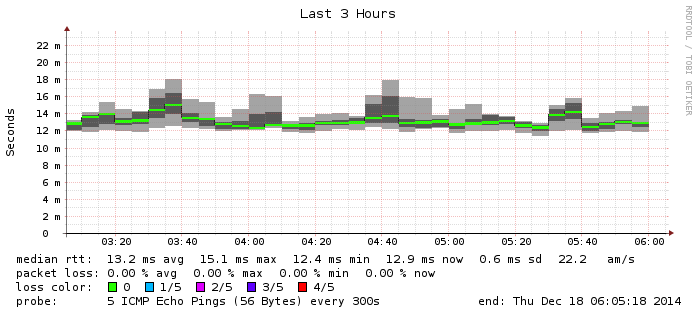 Last 3 Hours
RRDTOOL / TOBI OETIKER
Seconds
22 m
20 m
18 m
16 m
14 m
12 m
10 m
8 m
6 m
4 m
2 m
0
03:20 03:40 04:00 04:20 04:40 05:00 05:20 05:40 06:00
median rtt: 13.2 ms avg 15.1 ms max 12.4 ms min 12.9 ms now 0.6 ms sd 22.2 am/s
packet loss: 0.00 % avg 0.00 % max 0.00 % min 0.00 % now
loss color: 0 1/5 2/5 3/5 4/5
probe: 5 ICMP Echo Pings (56 Bytes) every 300s end: Thu Dec 18 06:05:18 2014